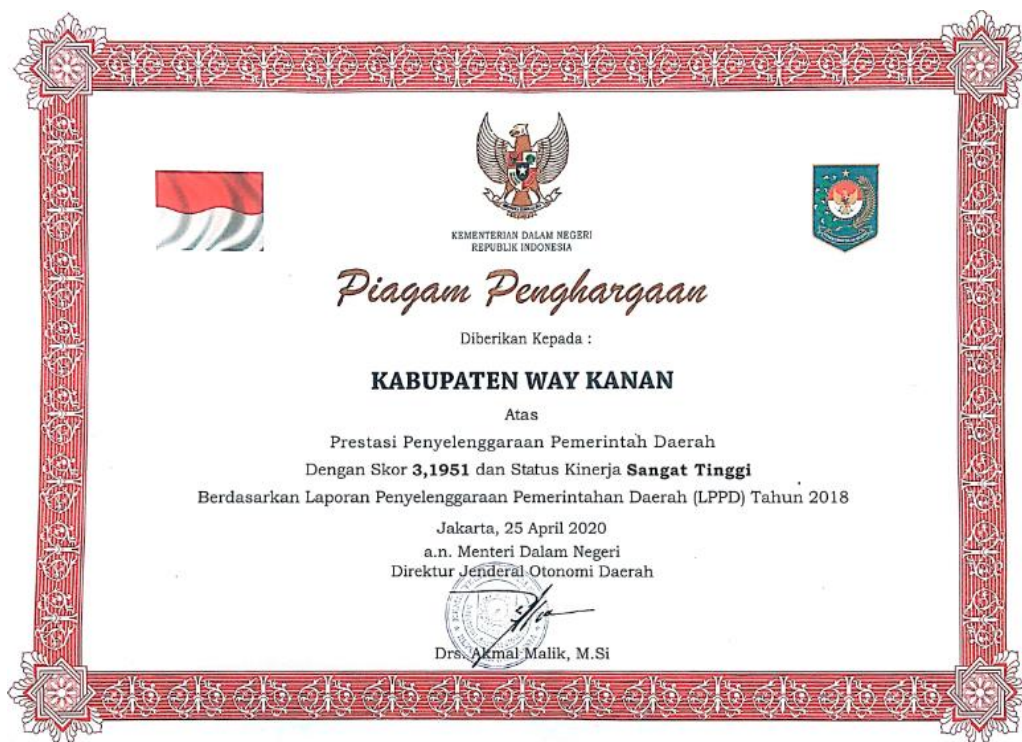 KEMENTERIAN DALAM NEGERI
REPUBLIK INDONESIA
Piagam Penghargaan
Diberikan Kepada :
KABUPATEN WAY KANAN
Atas
Prestasi Penyelenggaraan Pemerintah Daerah
Dengan Skor 3,1951 dan Status Kinerja Sangat Tinggi
Berdasarkan Laporan Penyelenggaraan Pemerintahan Daerah (LPPD) Tahun 2018
Jakarta, 25 April 2020
a.n. Menteri Dalam Negeri
Direktur Jenderal Otonomi Daerah
Drs. Akmal Malik, M.Si